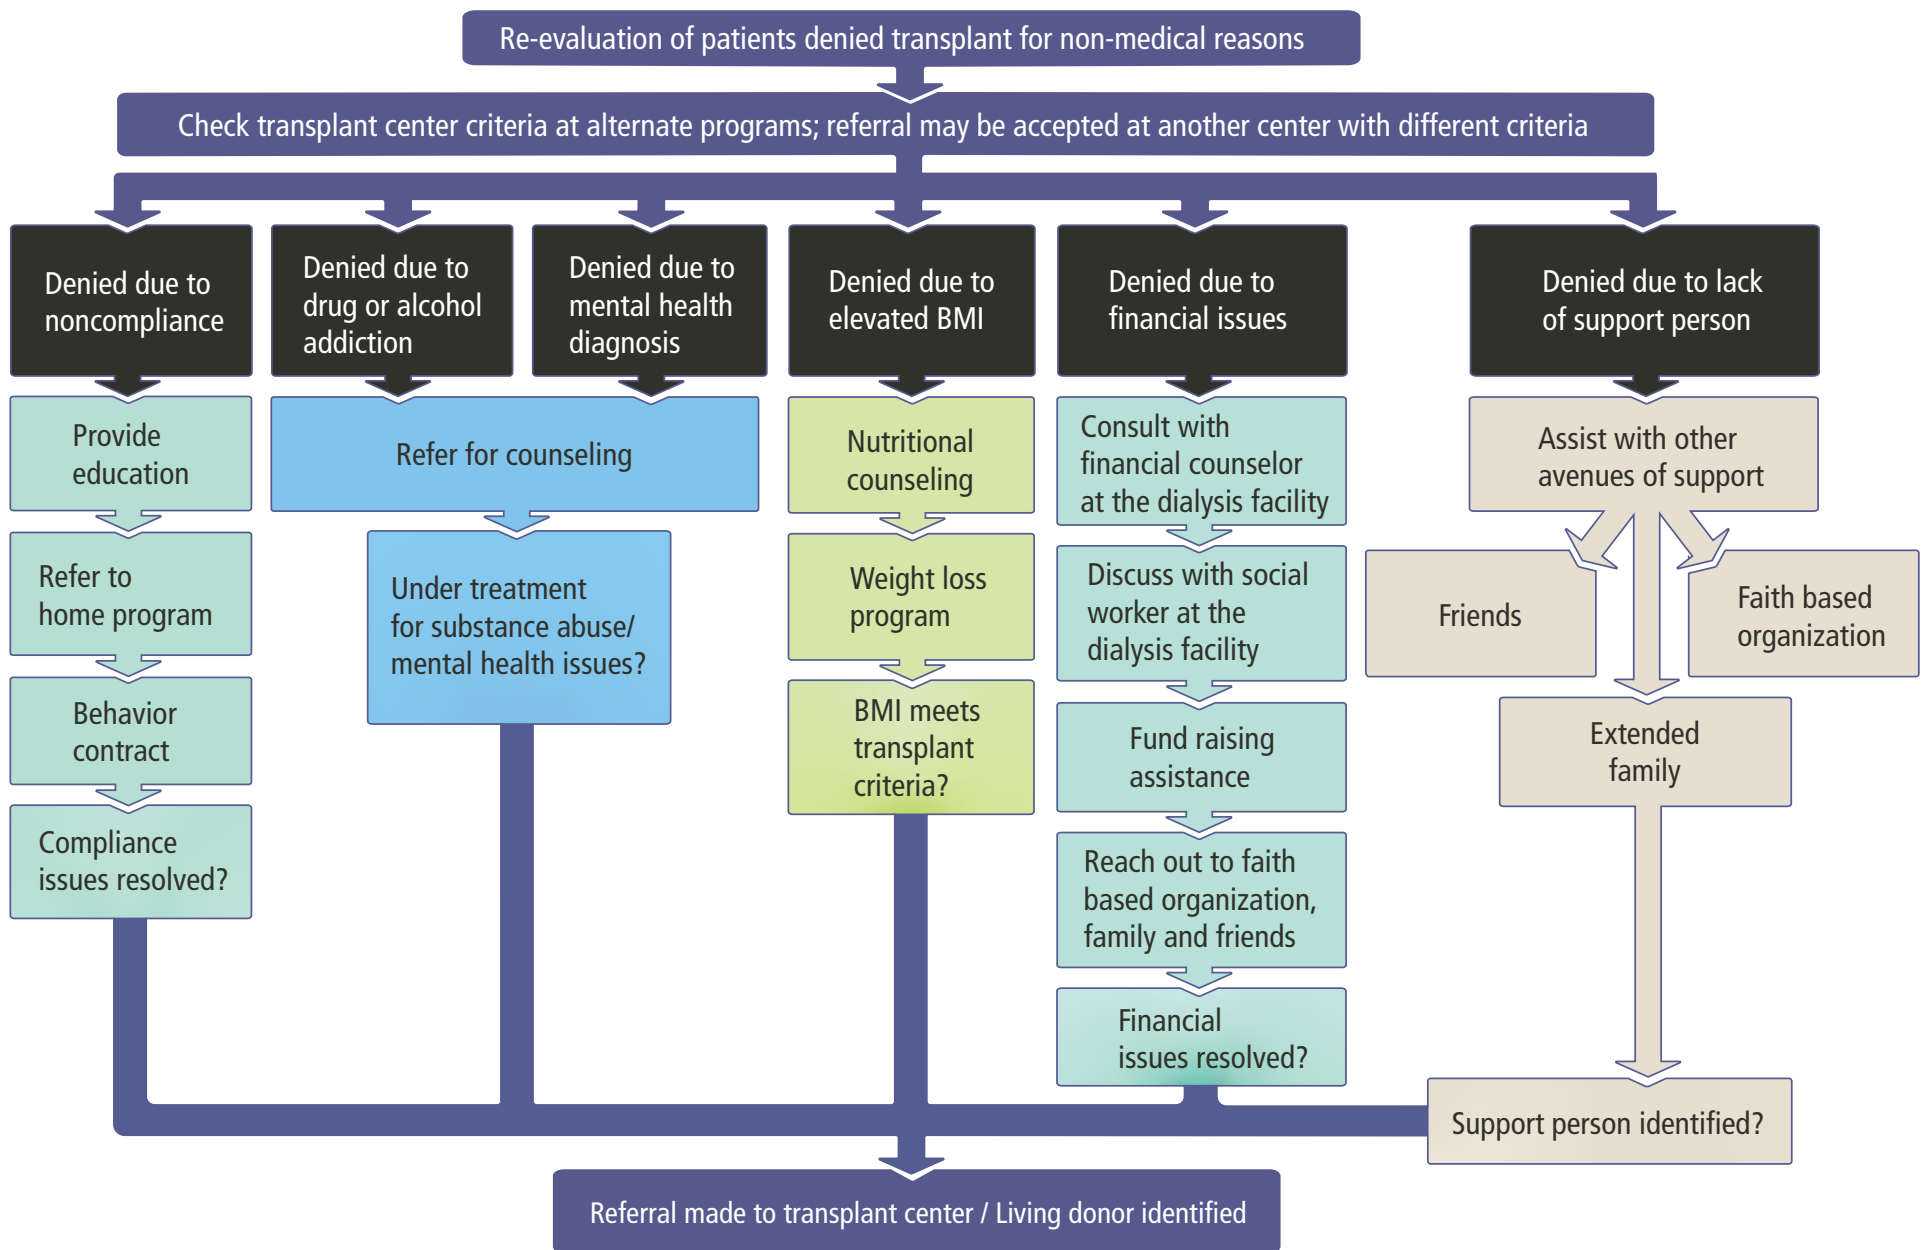 Re-evaluation of patients denied transplant for non-medical reasons
Check transplant center criteria at alternate programs; referral may be accepted at another center with different criteria
Denied due to
noncompliance
Denied due to
drug or alcohol
addiction
Denied due to
mental health
diagnosis
Denied due to
elevated BMI
Denied due to
financial issues
Denied due to lack
of support person
Provide
education
Refer to
home program
Behavior
contract
Compliance
issues resolved?
Refer for counseling
Under treatment
for substance abuse/
mental health issues?
Nutritional
counseling
Weight loss
program
BMI meets
transplant
criteria?
Consult with
financial counselor
at the dialysis facility
Discuss with social
worker at the
dialysis facility
Fund raising
assistance
Reach out to faith
based organization,
family and friends
Financial
issues resolved?
Assist with other
avenues of support
Friends
Faith based
organization
Extended
family
Support person identified?
Referral made to transplant center / Living donor identified